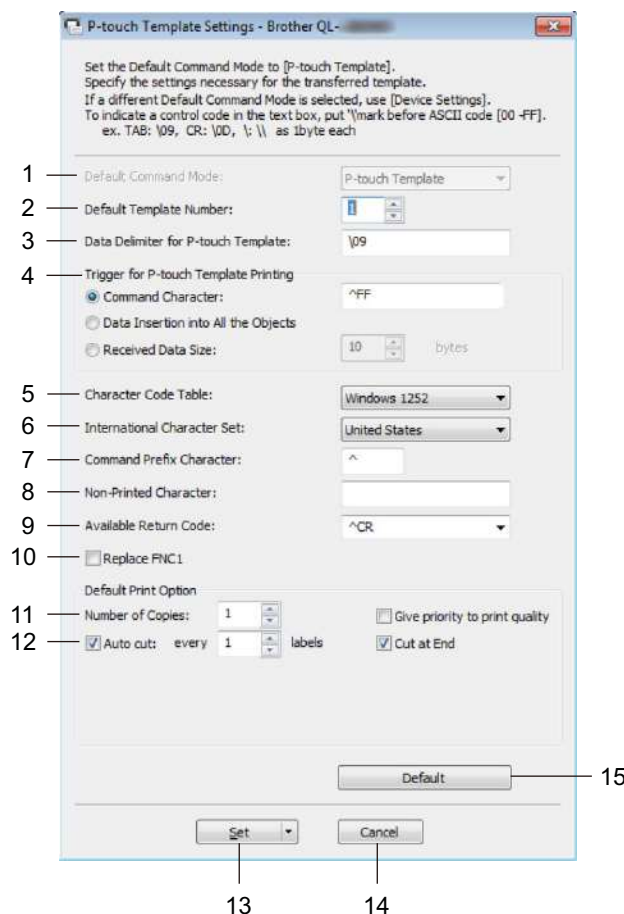 P-touch Template Settings - Brother QL-
Set the Default Command Mode to [P-touch Template].
Specify the settings necessary for the transferred template.
If a different Default Command Mode is selected, use [Device Settings].
To indicate a control code in the text box, put '\'mark before ASCII code [00 -FF].
ex. TAB: \09, CR: \0D, \: \\ as 1byte each
1 Default Command Mode: P-touch Template
2 Default Template Number: 1
3 Data Delimiter for P-touch Template: \09
4 Trigger for P-touch Template Printing
Command Character: ^FF
Data Insertion into All the Objects
Received Data Size: 10 bytes
5 Character Code Table: Windows 1252
6 International Character Set: United States
7 Command Prefix Character: ^
8 Non-Printed Character:
9 Available Return Code: ^CR
10 Replace FNC1
Default Print Option
11 Number of Copies: 1 Give priority to print quality
12 Auto cut: every 1 labels Cut at End
Default 15
Set Cancel
13 14